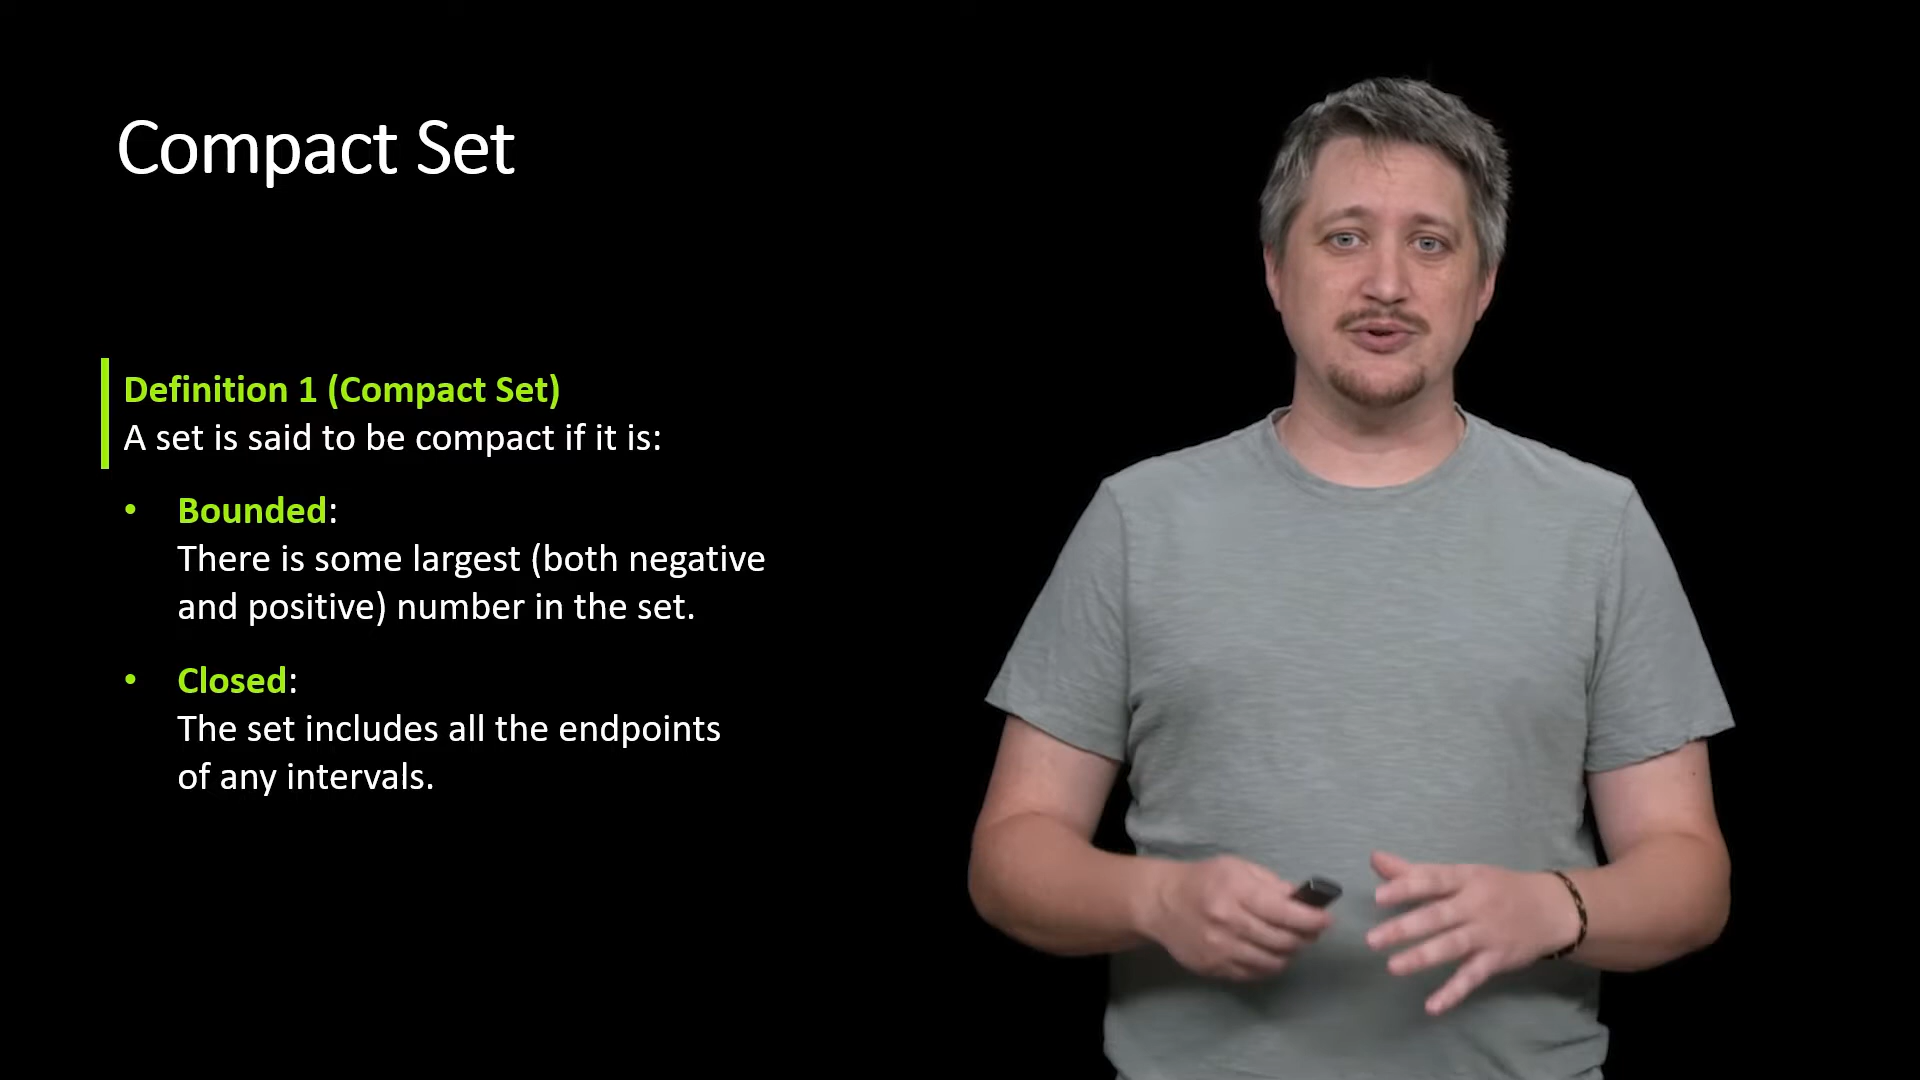 Compact Set
Definition 1 (Compact Set)
A set is said to be compact if it is:
• Bounded:
There is some largest (both negative
and positive) number in the set.
• Closed:
The set includes all the endpoints
of any intervals.